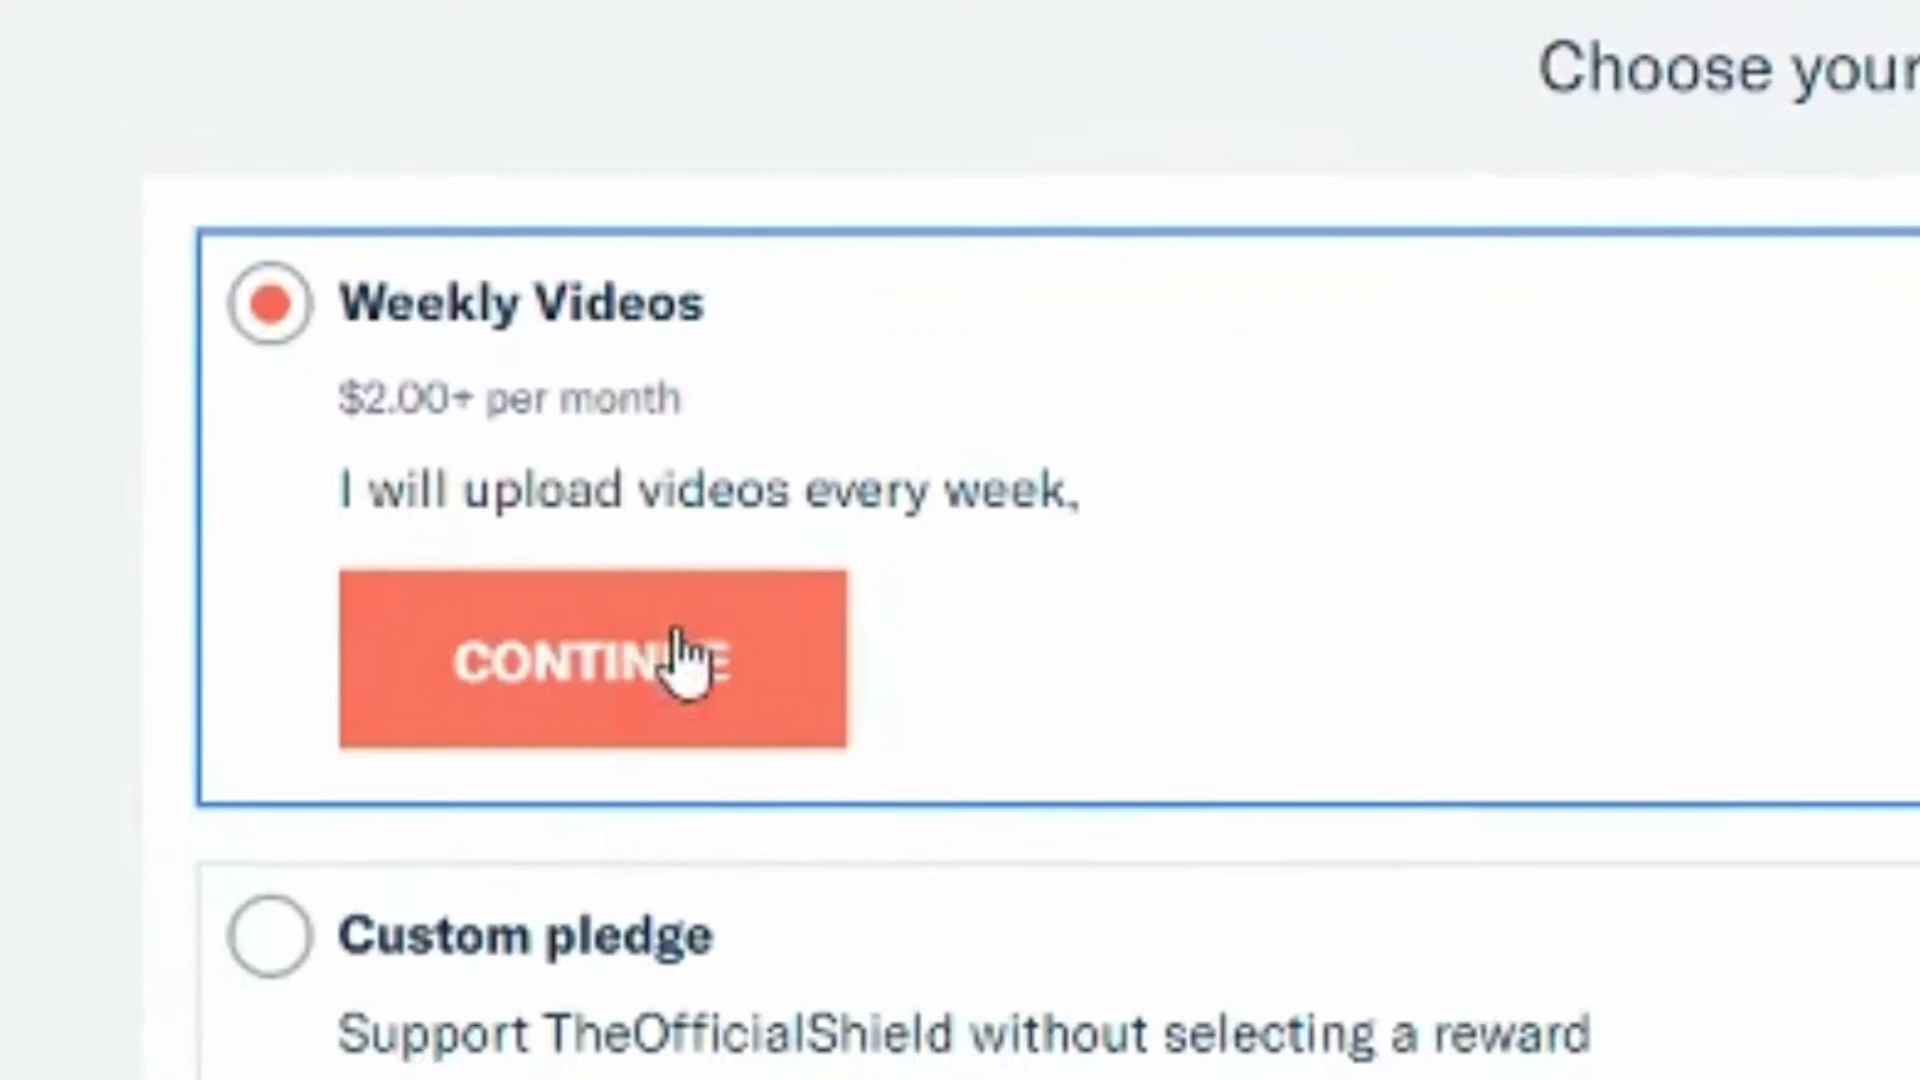 Choose your
Weekly Videos
$2.00+ per month
I will upload videos every week,
CONTINUE
Custom pledge
Support TheOfficialShield without selecting a reward